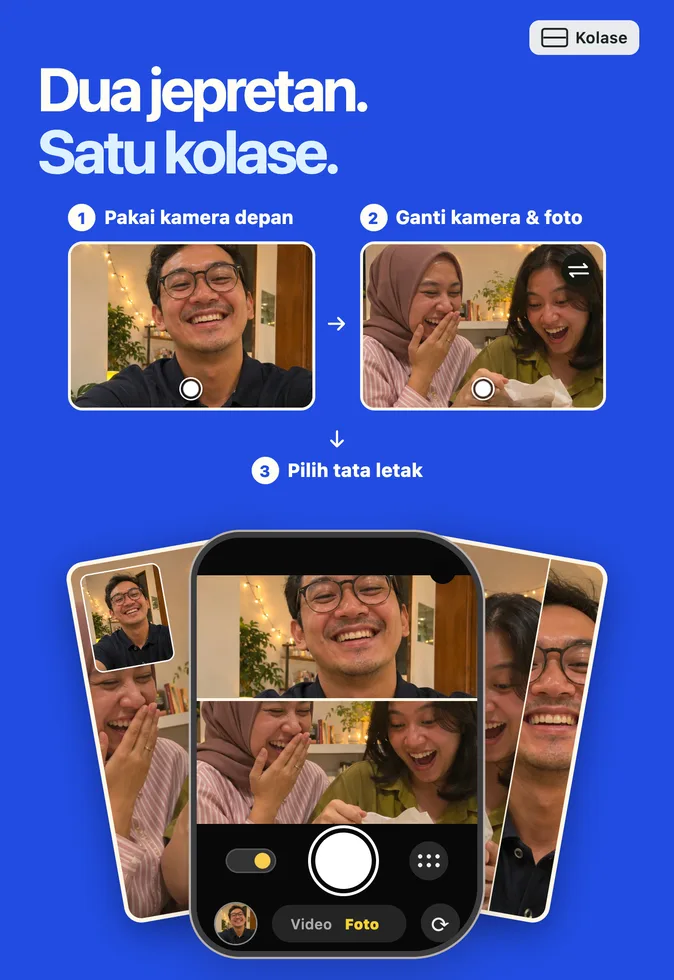 Kolase
Dua jepretan.
Satu kolase.
1 Pakai kamera depan
2 Ganti kamera & foto
3 Pilih tata letak
Video Foto